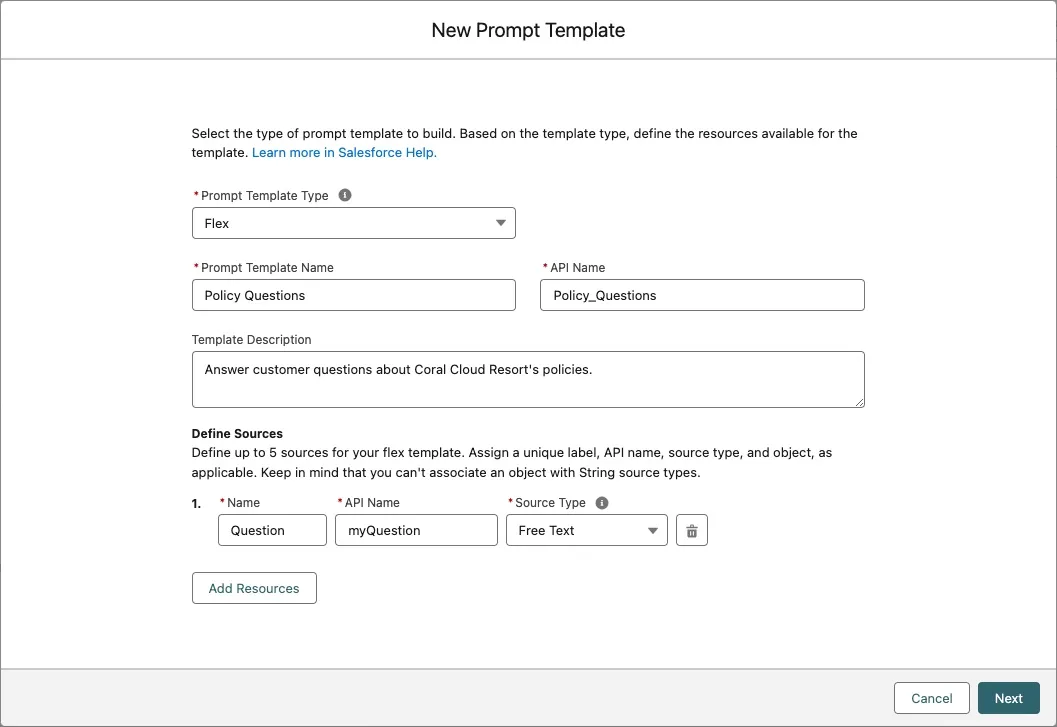 New Prompt Template
Select the type of prompt template to build. Based on the template type, define the resources available for the
template. Learn more in Salesforce Help.
* Prompt Template Type
Flex
* Prompt Template Name
* API Name
Policy Questions
Policy_Questions
Template Description
Answer customer questions about Coral Cloud Resort's policies.
Define Sources
Define up to 5 sources for your flex template. Assign a unique label, API name, source type, and object, as
applicable. Keep in mind that you can't associate an object with String source types.
1. * Name * API Name * Source Type
Question myQuestion Free Text
Add Resources
Cancel Next